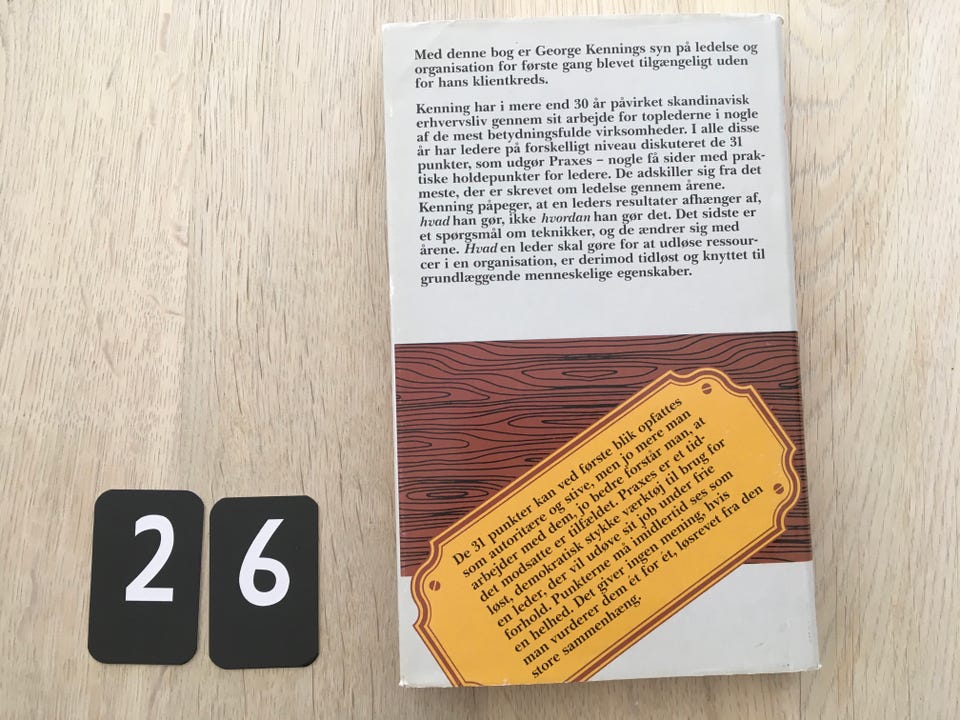 Med denne bog er George Kennings syn på ledelse og
organisation for første gang blevet tilgængeligt uden
for hans klientkreds.
Kenning har i mere end 30 år påvirket skandinavisk
erhvervsliv gennem sit arbejde for toplederne i nogle
af de mest betydningsfulde virksomheder. I alle disse
år har ledere på forskelligt niveau diskuteret de 31
punkter, som udgør Praxes – nogle få sider med prak-
tiske holdepunkter for ledere. De adskiller sig fra det
meste, der er skrevet om ledelse gennem årene.
Kenning påpeger, at en leders resultater afhænger af,
hvad han gør, ikke hvordan han gør det. Det sidste er
et spørgsmål om teknikker, og de ændrer sig med
årene. Hvad en leder skal gøre for at udløse ressour-
cer i en organisation, er derimod tidløst og knyttet til
grundlæggende menneskelige egenskaber.
De 31 punkter kan ved første blik opfattes
som autoritære og stive, men jo mere man
arbejder med dem, jo bedre forstår man, at
det modsatte er tilfældet. Praxes er et tid-
løst, demokratisk stykke værktøj til brug for
en leder, der vil udøve sit job under frie
forhold. Punkterne må imidlertid ses som
en helhed. Det giver ingen mening, hvis
man vurderer dem ét for ét, løsrevet fra den
store sammenhæng.
26